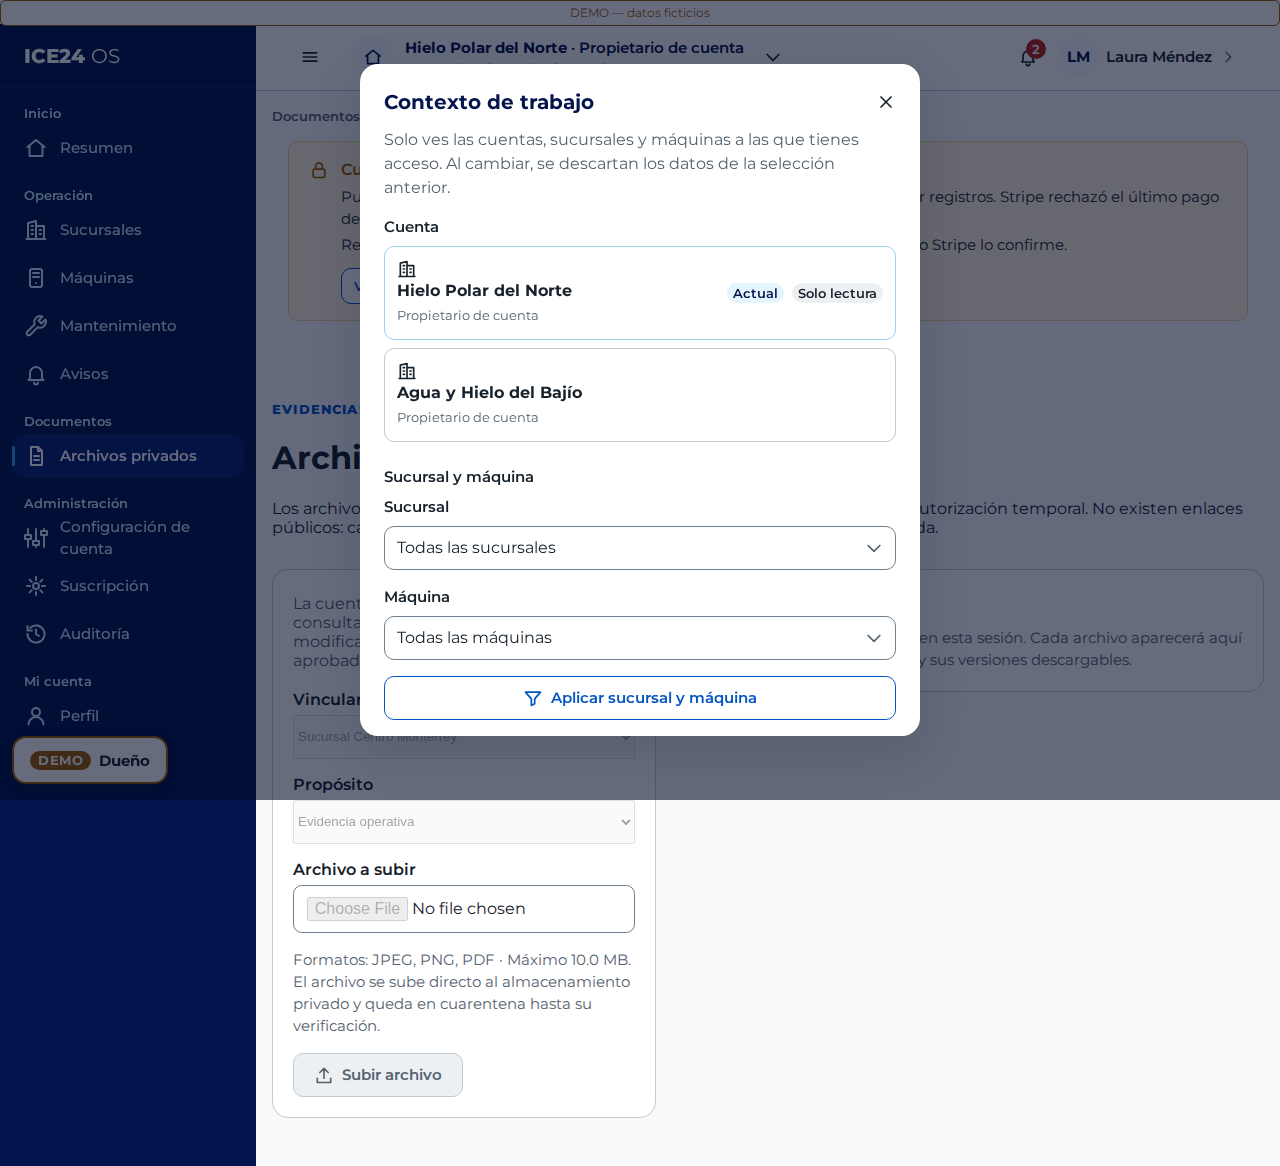 DEMO — datos ficticios
ICE24 OS
Inicio
Resumen
Operación
Sucursales
Máquinas
Mantenimiento
Avisos
Documentos
Archivos privados
Administración
Configuración de
cuenta
Suscripción
Auditoría
Mi cuenta
Perfil
DEMO Dueño
Hielo Polar del Norte · Propietario de cuenta
2
LM Laura Méndez
Documentos
registros. Stripe rechazó el último pago
Stripe lo confirme.
Contexto de trabajo
Solo ves las cuentas, sucursales y máquinas a las que tienes
acceso. Al cambiar, se descartan los datos de la selección
anterior.
Cuenta
Hielo Polar del Norte
Actual Solo lectura
Propietario de cuenta
Agua y Hielo del Bajío
Propietario de cuenta
Sucursal y máquina
Sucursal
Todas las sucursales
Máquina
Todas las máquinas
Aplicar sucursal y máquina
EVIDENCIA
Archi
Los archivo
utorización temporal. No existen enlaces
públicos: ca
da.
La cuent
consulta
modifica
aprobad
en esta sesión. Cada archivo aparecerá aquí
y sus versiones descargables.
Vincular
Sucursal Centro Monterrey
Propósito
Evidencia operativa
Archivo a subir
Choose File No file chosen
Formatos: JPEG, PNG, PDF · Máximo 10.0 MB.
El archivo se sube directo al almacenamiento
privado y queda en cuarentena hasta su
verificación.
Subir archivo